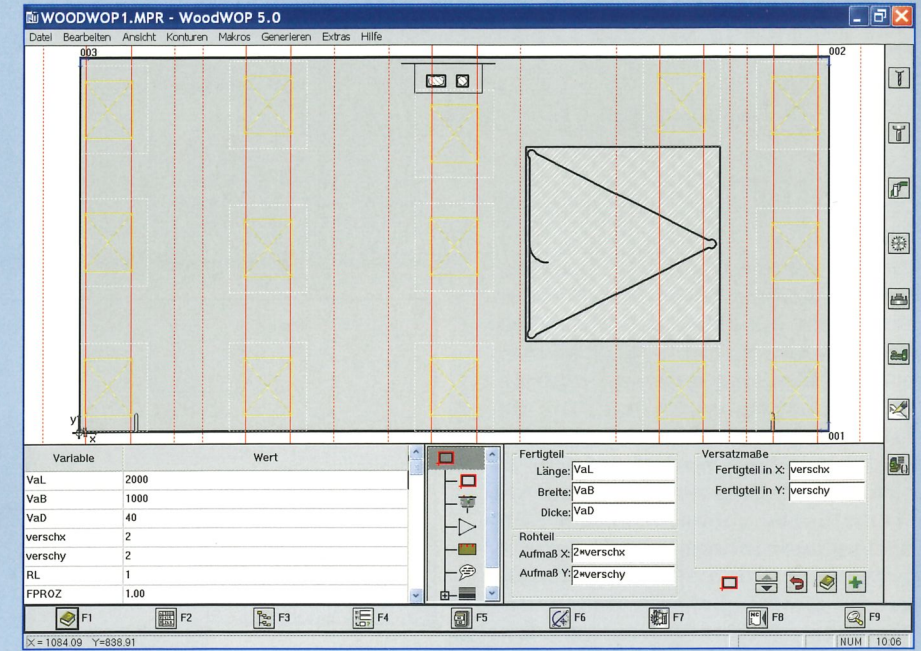 WOODWOP1.MPR - WoodWOP 5.0
Datei Bearbeiten Ansicht Konturen Makros Generieren Extras Hilfe
003
002
y
x
001
Variable Wert
VaL 2000
VaB 1000
VaD 40
verschx 2
verschy 2
RL 1
FPROZ 1.00
Fertigteil
Länge: VaL
Breite: VaB
Dicke: VaD
Rohteil
Aufmaß X: 2*verschx
Aufmaß Y: 2*verschy
Versatzmaße
Fertigteil in X: verschx
Fertigteil in Y: verschy
F1 F2 F3 F4 F5 F6 F7 F8 F9
X= 1084.09 Y=838.91 NUM 10:06